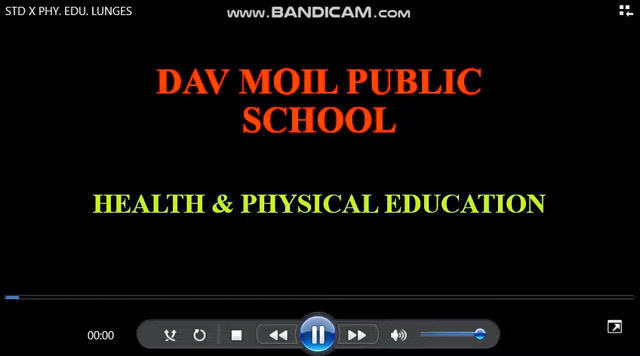 STD X PHY. EDU. LUNGES
www.BANDICAM.com
DAV MOIL PUBLIC
SCHOOL
HEALTH & PHYSICAL EDUCATION
00:00